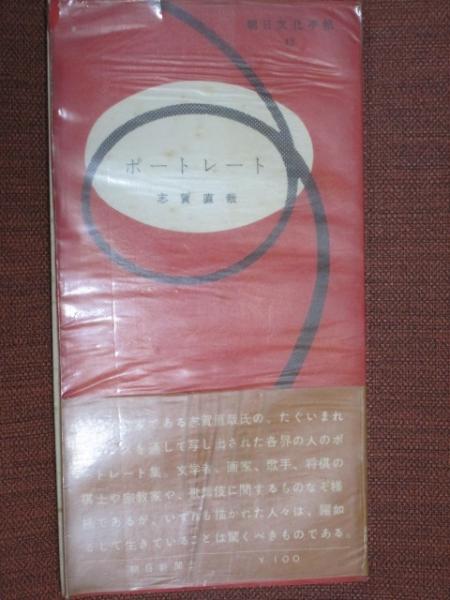 朝日文化手帖
43
ポートレート
志賀直哉
である志賀直哉氏の、たぐいまれ
を通して写し出された各界の人のポ
トレート集。文学者、画家、歌手、将棋の
棋士や宗教家や、歌舞伎に関するものなぞ様
様であるが、いずれも描かれた人々は、躍如
として生きていることは驚くべきものである。
朝日新聞社
￥100